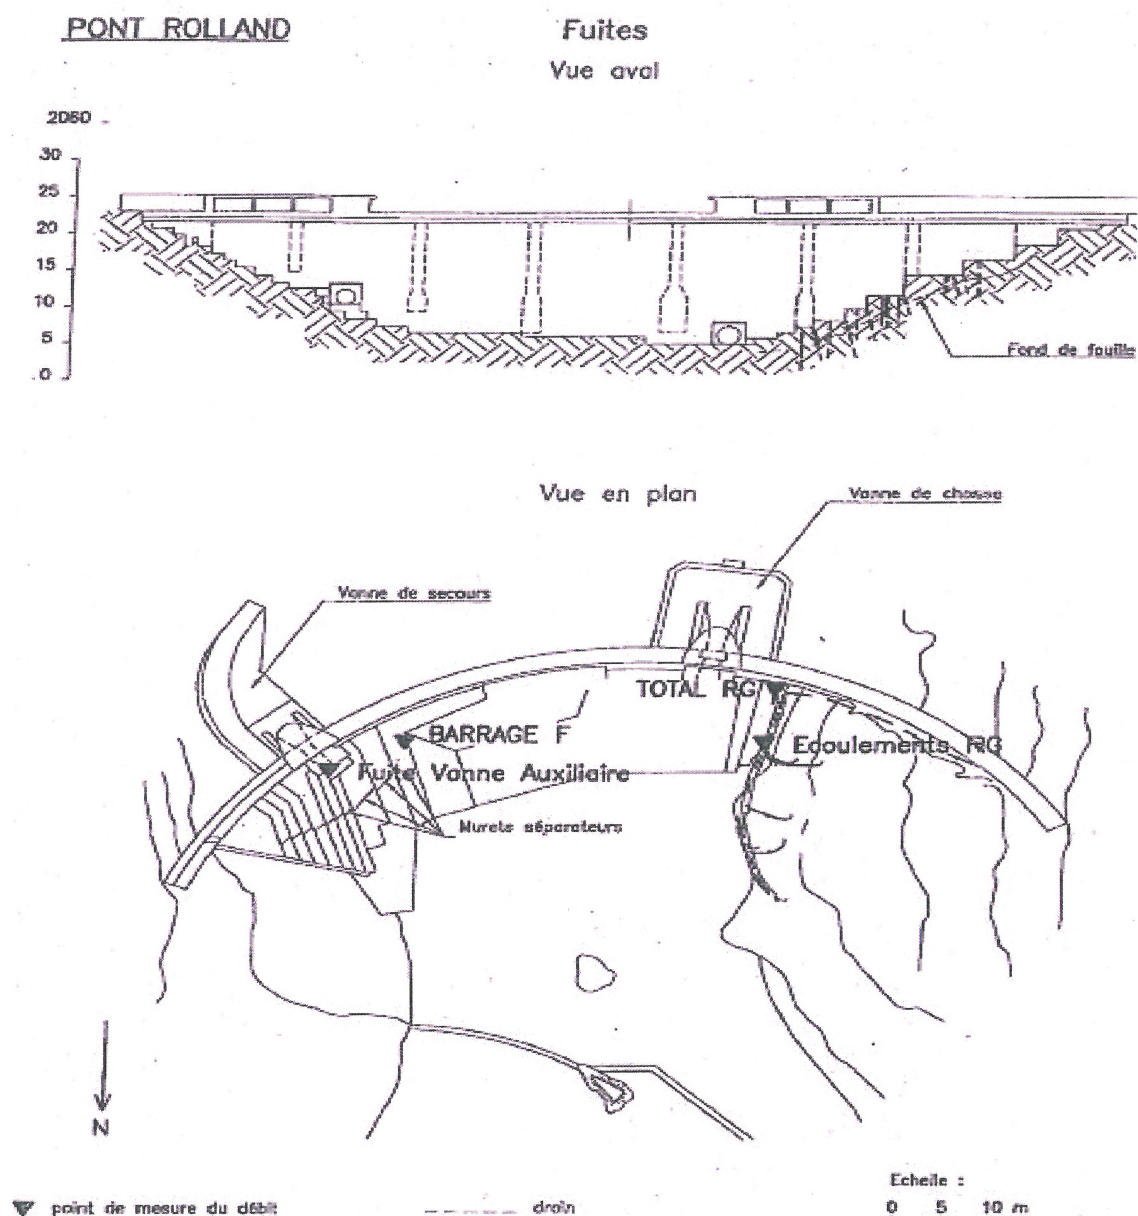 PONT ROLLAND
Fuites
Vue aval
2060
30
25
20
15
10
5
0
Fond de fouille
Vue en plan
Vanne de chasse
Vanne de secours
TOTAL RG
BARRAGE F
Ecoulements RG
Fuite Vanne Auxiliaire
Murets séparateurs
N
Echelle :
point de mesure du débit
drain
0 5 10 m